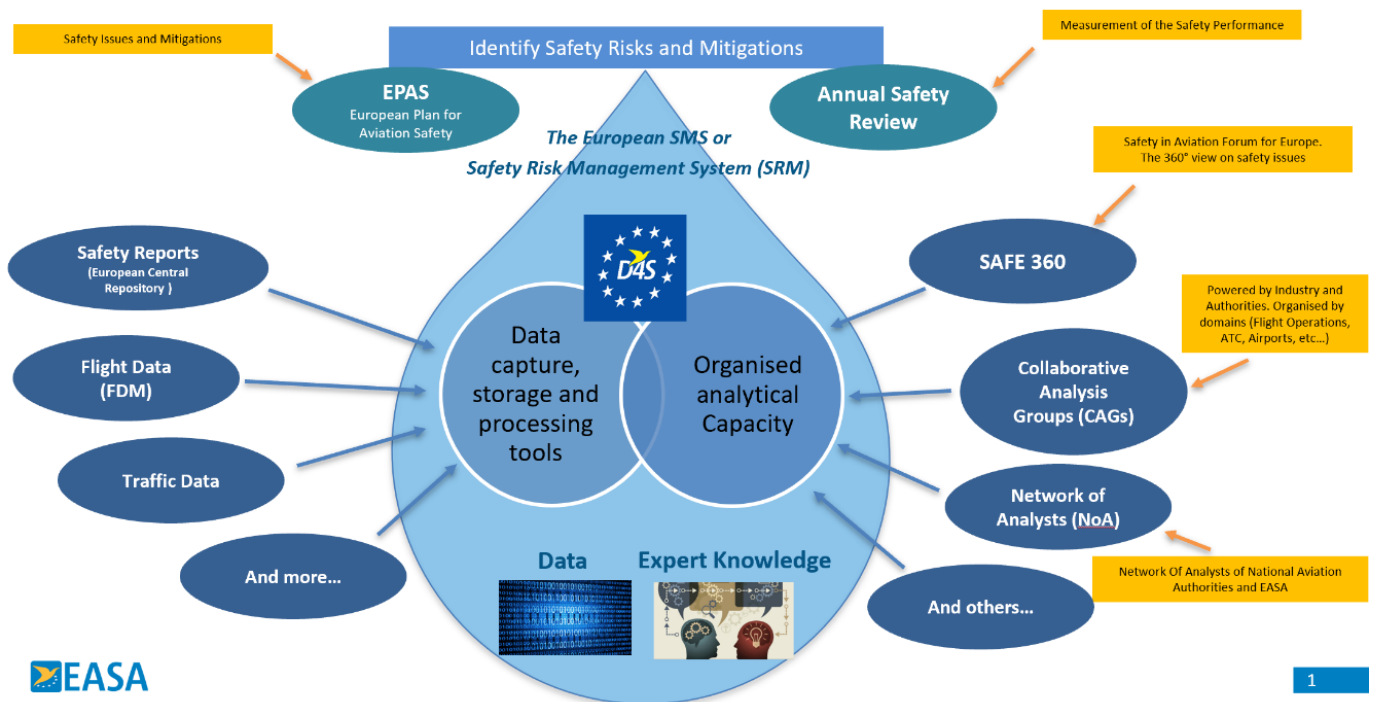 Safety Issues and Mitigations
Identify Safety Risks and Mitigations
Measurement of the Safety Performance
EPAS
European Plan for
Aviation Safety
Annual Safety
Review
The European SMS or
Safety Risk Management System (SRM)
Safety in Aviation Forum for Europe.
The 360° view on safety issues
Safety Reports
(European Central
Repository )
D4S
SAFE 360
Powered by Industry and
Authorities. Organised by
domains (Flight Operations,
ATC, Airports, etc...)
Flight Data
(FDM)
Data
capture,
storage and
processing
tools
Organised
analytical
Capacity
Collaborative
Analysis
Groups (CAGs)
Traffic Data
Network of
Analysts (NoA)
And more...
Data
Expert Knowledge
Network Of Analysts of National Aviation
Authorities and EASA
And others...
EASA
1